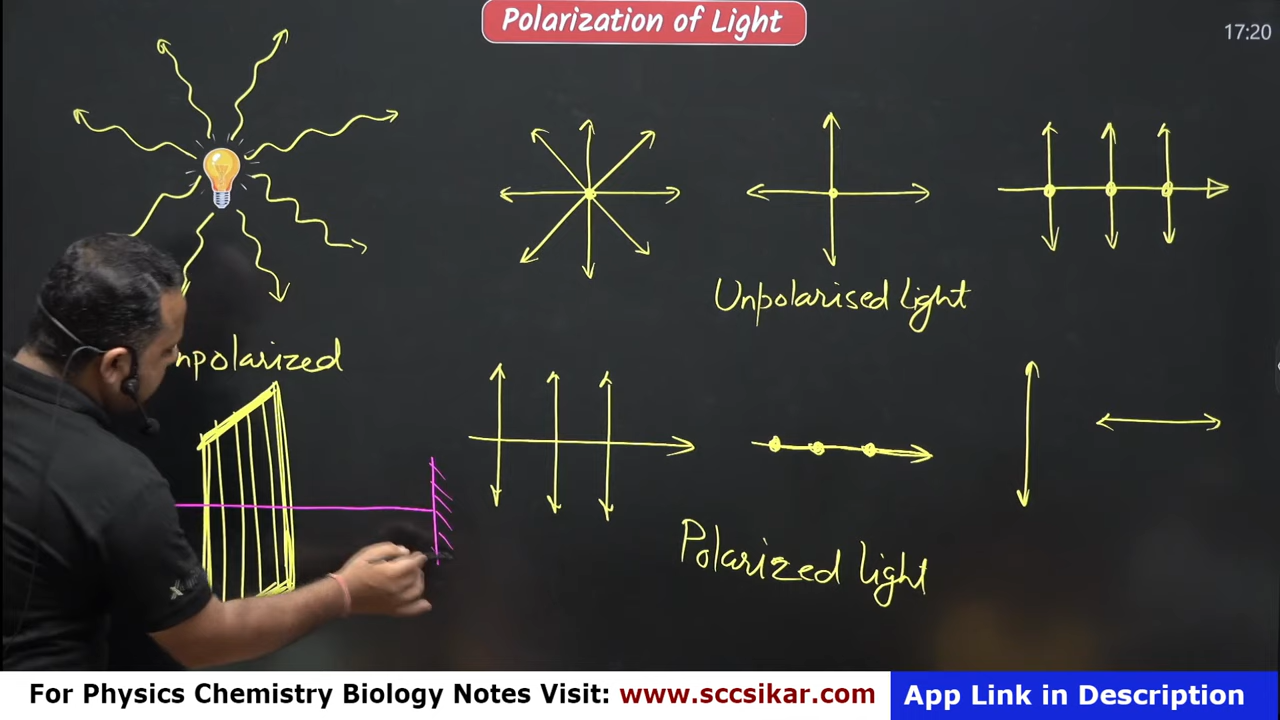 Polarization of Light
17:20
Unpolarised Light
npolarized
Polarized light
For Physics Chemistry Biology Notes Visit: www.sccsikar.com
App Link in Description